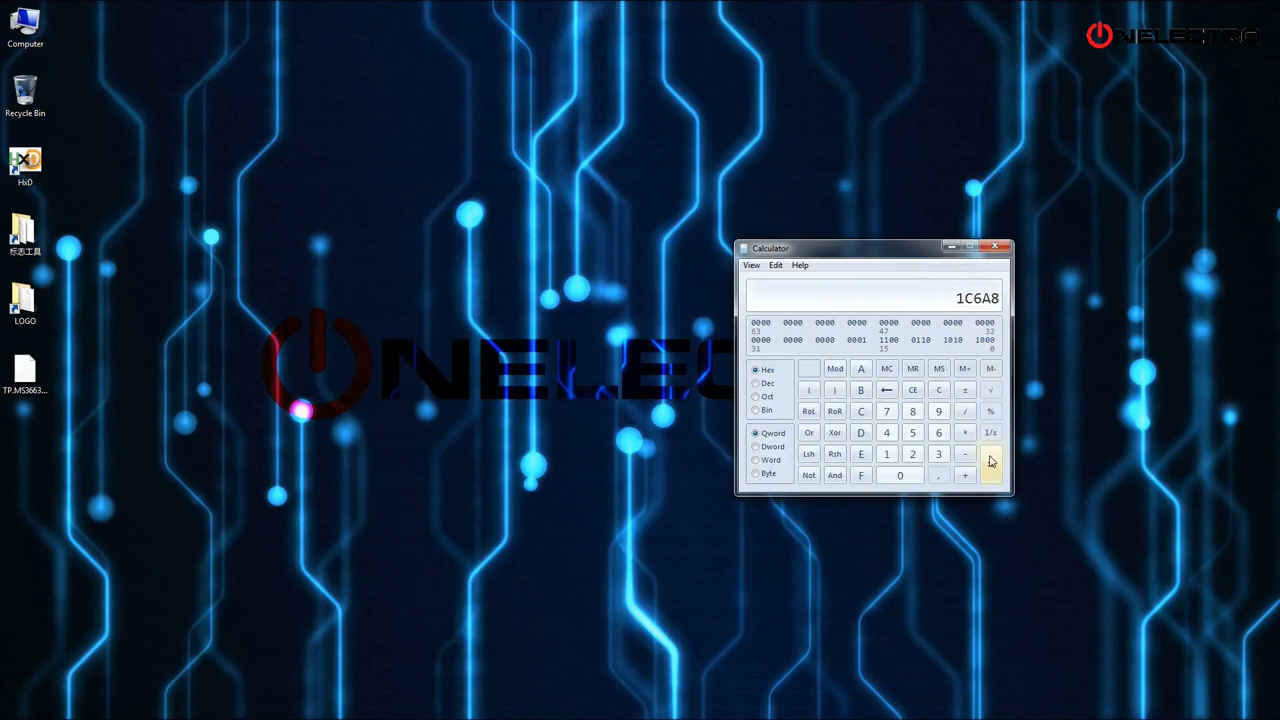 Computer
Recycle Bin
HxD
标志工具
LOGO
TP.MS3663...
ONELECTRO
ONELEC
Calculator
View Edit Help
1C6A8
0000 0000 0000 0000 0000 0000 0000 0000
63 47 32
0000 0000 0000 0001 1100 0110 1010 1000
31 15 0
Hex
Dec
Oct
Bin
Qword
Dword
Word
Byte
Mod A MC MR MS M+ M-
( ) B ← CE C ± √
RoL RoR C 7 8 9 / %
Or Xor D 4 5 6 * 1/x
Lsh Rsh E 1 2 3 -
Not And F 0 , +